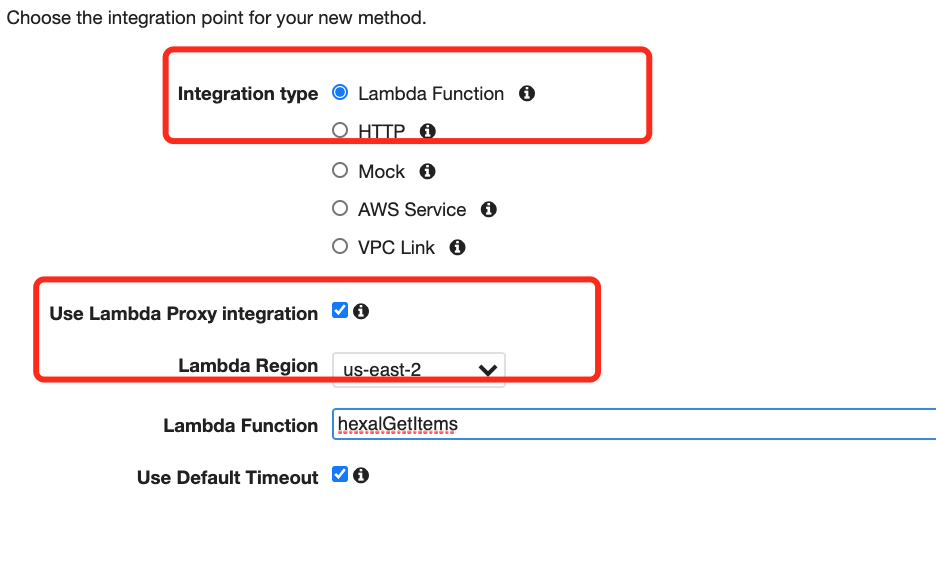 Choose the integration point for your new method.
Integration type Lambda Function
HTTP
Mock
AWS Service
VPC Link
Use Lambda Proxy integration
Lambda Region us-east-2
Lambda Function hexalGetItems
Use Default Timeout